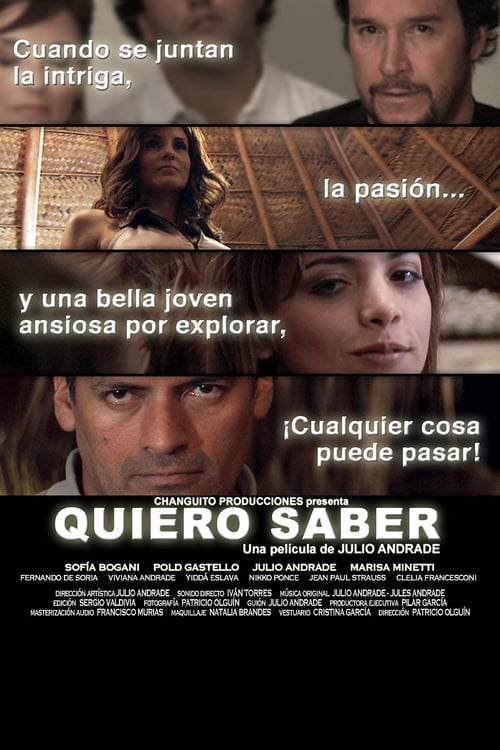 Cuando se juntan
la intriga,
la pasión...
y una bella joven
ansiosa por explorar,
¡Cualquier cosa
puede pasar!
CHANGUITO PRODUCCIONES presenta
QUIERO SABER
Una película de JULIO ANDRADE
SOFÍA BOGANI POLD GASTELLO JULIO ANDRADE MARISA MINETTI
FERNANDO DE SORIA VIVIANA ANDRADE YIDDÁ ESLAVA NIKKO PONCE JEAN PAUL STRAUSS CLELIA FRANCESCONI
DIRECCIÓN ARTÍSTICA JULIO ANDRADE SONIDO DIRECTO IVÁN TORRES MÚSICA ORIGINAL JULIO ANDRADE - JULES ANDRADE
EDICIÓN SERGIO VALDIVIA FOTOGRAFÍA PATRICIO OLGUÍN GUIÓN JULIO ANDRADE PRODUCTORA EJECUTIVA PILAR GARCÍA
MASTERIZACIÓN AUDIO FRANCISCO MURIAS MAQUILLAJE NATALIA BRANDES VESTUARIO CRISTINA GARCÍA DIRECCIÓN PATRICIO OLGUÍN